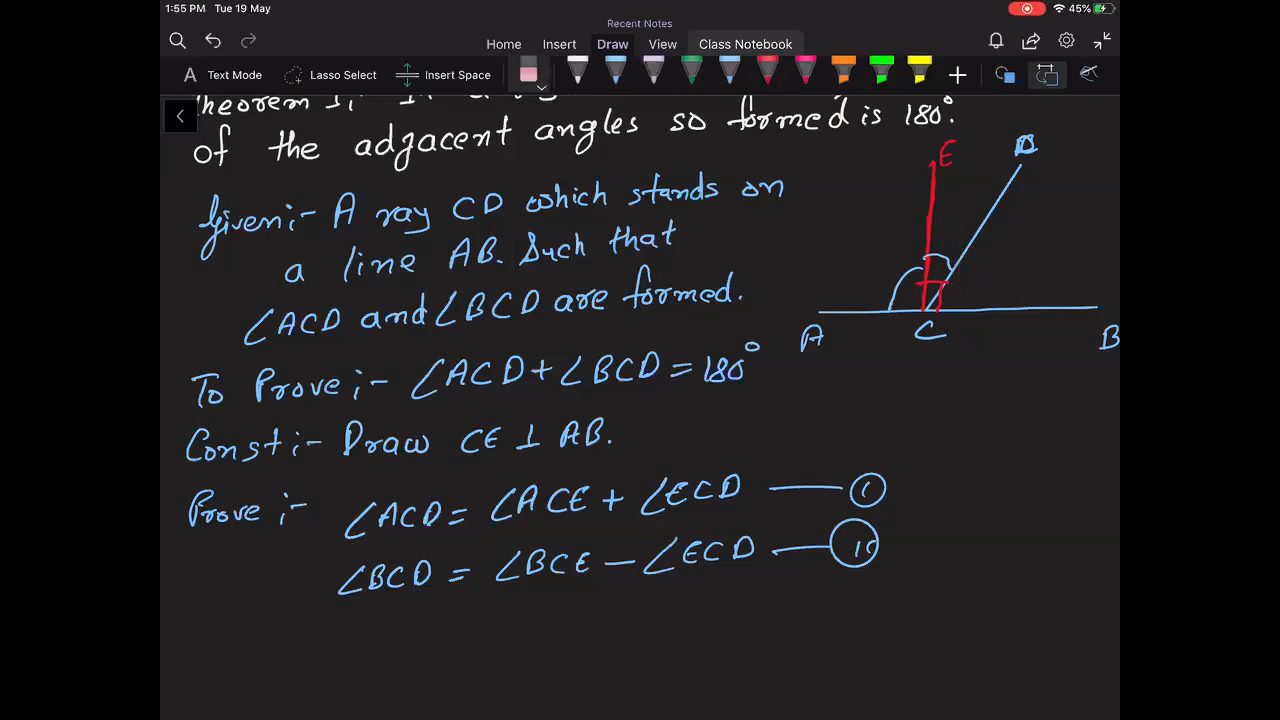 1:55 PM Tue 19 May
45%
Recent Notes
Home Insert Draw View Class Notebook
A Text Mode Lasso Select Insert Space
Theorem
of the adjacent angles so formed is 180°.
Given:- A ray CD which stands on
a line AB. Such that
∠ACD and ∠BCD are formed.
To Prove:- ∠ACD + ∠BCD = 180°
Const:- Draw CE ⊥ AB.
Prove:- ∠ACD = ∠ACE + ∠ECD — (i)
∠BCD = ∠BCE — ∠ECD — (ii)
E D
A C B